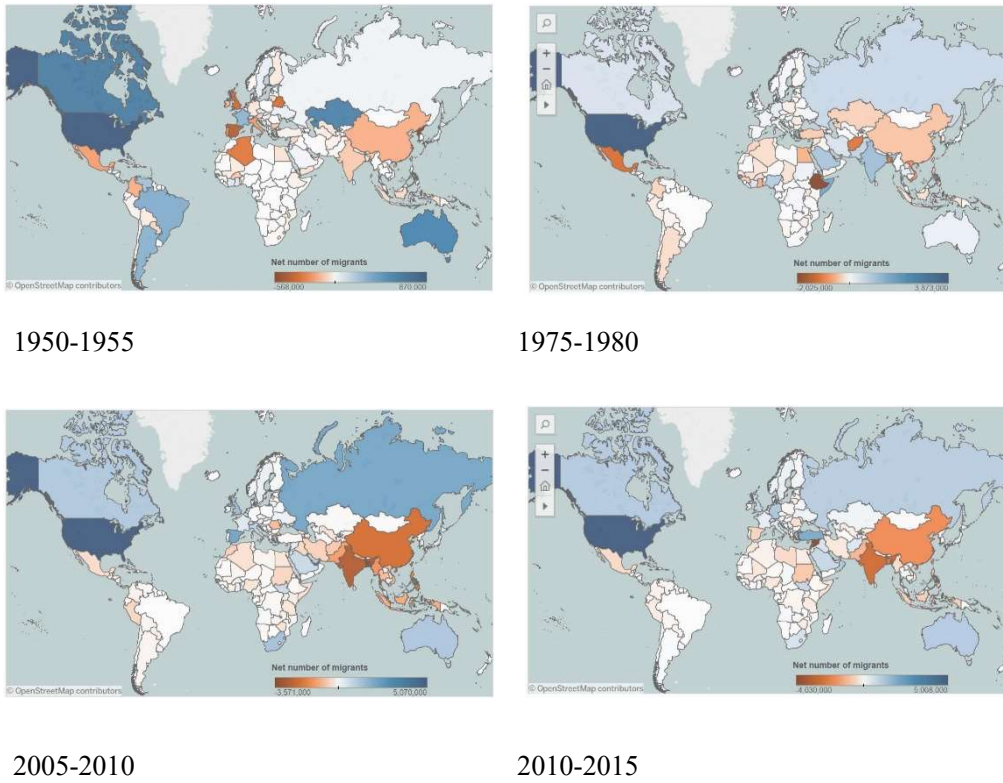 Net number of migrants
-568,000 870,000
© OpenStreetMap contributors
1950-1955
Net number of migrants
-2,025,000 3,873,000
© OpenStreetMap contributors
1975-1980
Net number of migrants
-3,571,000 5,070,000
© OpenStreetMap contributors
2005-2010
Net number of migrants
-4,030,000 5,008,000
© OpenStreetMap contributors
2010-2015